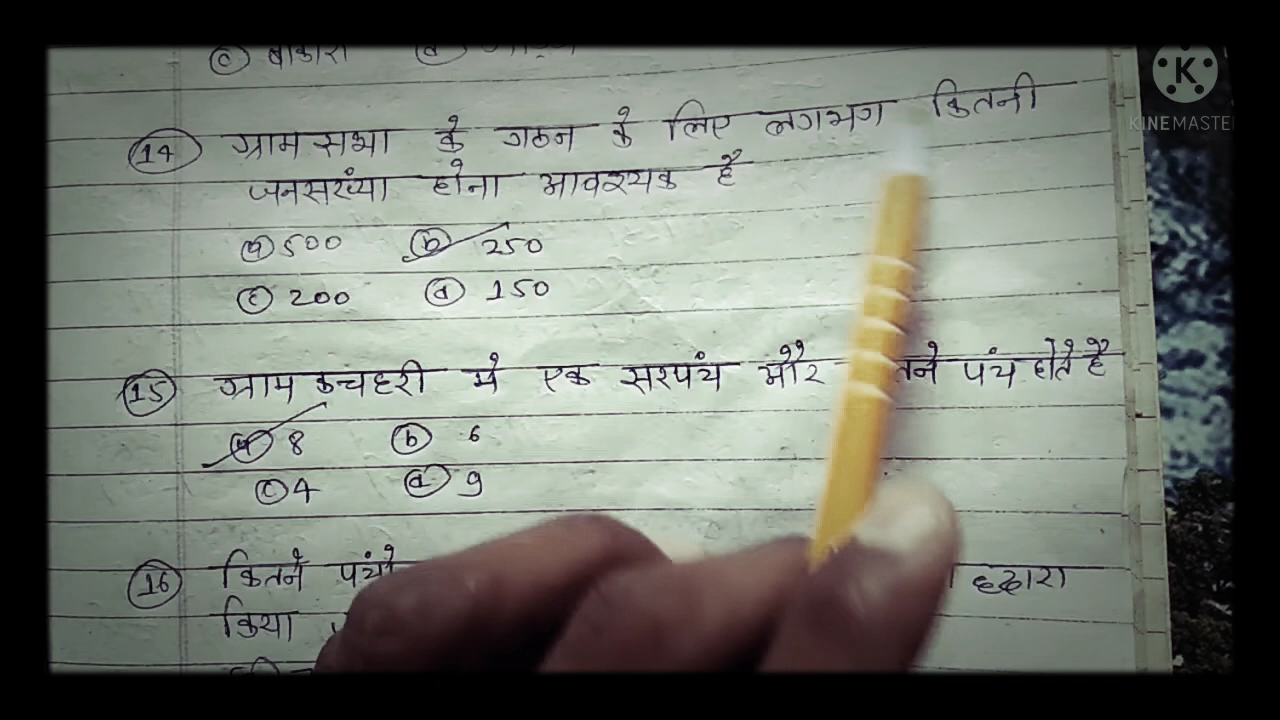 c बोकारो d
K
KINEMASTER
14 ग्राम सभा के गठन के लिए लगभग कितनी
जनसंख्या होना आवश्यक है
a 500 b 250
c 200 d 150
15 ग्राम कचहरी मे एक सरपंच और तने पंच होते है
a 8 b 6
c 4 d 9
16 कितने पंचो द्वारा
किया